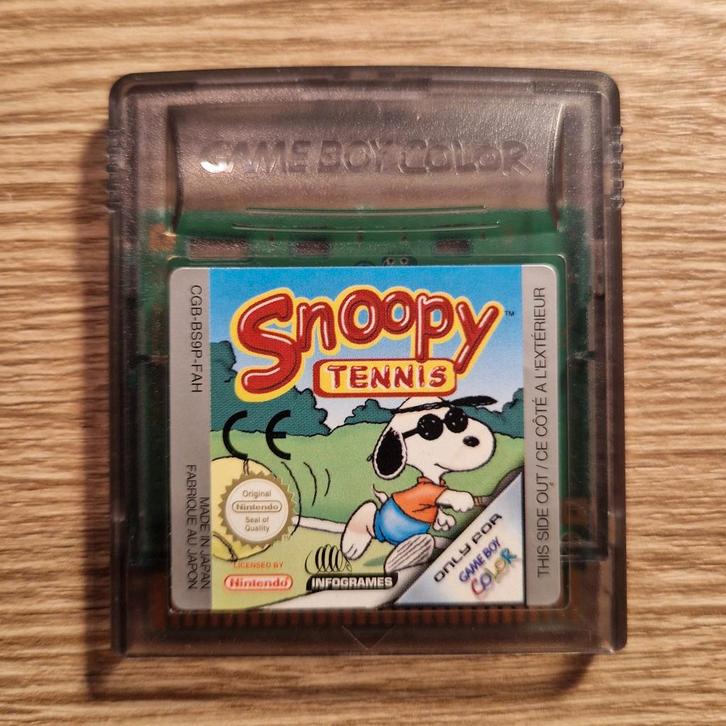 GAME BOY COLOR
CGB-BS9P-FAH
Snoopy™
TENNIS
CE
Original
Nintendo
Seal of
Quality
MADE IN JAPAN
FABRIQUE AU JAPON
LICENSED BY
Nintendo
INFOGRAMES
ONLY FOR
GAME BOY
COLOR
THIS SIDE OUT / CE CÔTÉ A L'EXTÉRIEUR